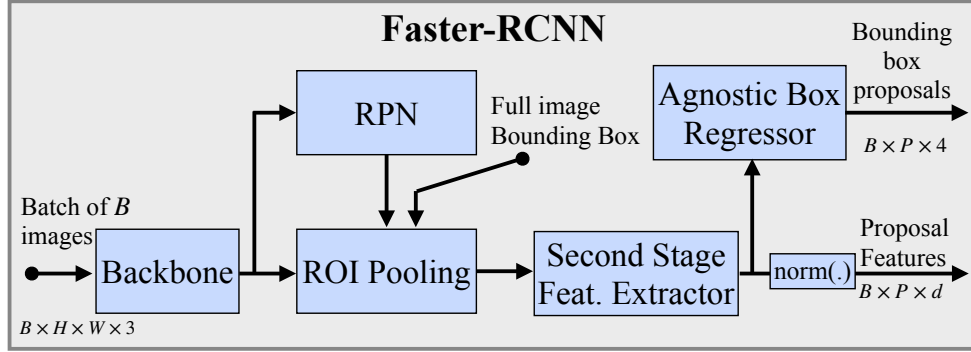 Faster-RCNN
Bounding
box
proposals
RPN
Full image
Bounding Box
Agnostic Box
Regressor
B × P × 4
Batch of B
images
Backbone
ROI Pooling
Second Stage
Feat. Extractor
norm(.)
Proposal
Features
B × P × d
B × H × W × 3